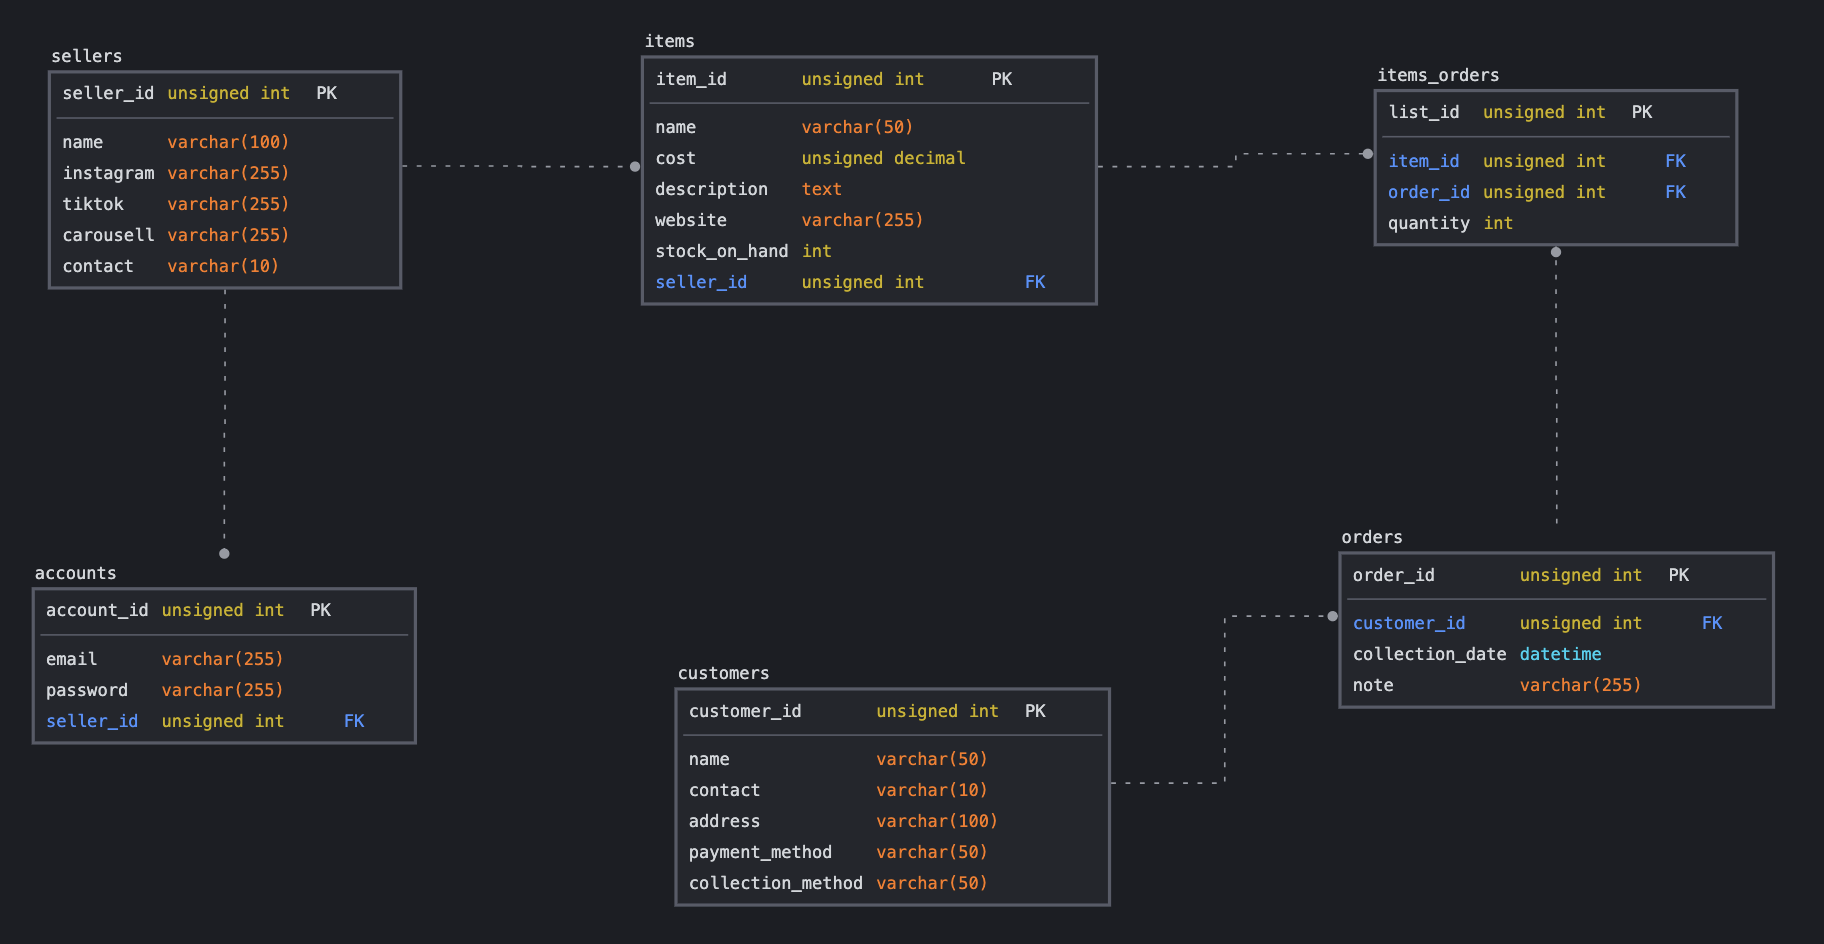 sellers
seller_id unsigned int PK
name varchar(100)
instagram varchar(255)
tiktok varchar(255)
carousell varchar(255)
contact varchar(10)
items
item_id unsigned int PK
name varchar(50)
cost unsigned decimal
description text
website varchar(255)
stock_on_hand int
seller_id unsigned int FK
items_orders
list_id unsigned int PK
item_id unsigned int FK
order_id unsigned int FK
quantity int
accounts
account_id unsigned int PK
email varchar(255)
password varchar(255)
seller_id unsigned int FK
customers
customer_id unsigned int PK
name varchar(50)
contact varchar(10)
address varchar(100)
payment_method varchar(50)
collection_method varchar(50)
orders
order_id unsigned int PK
customer_id unsigned int FK
collection_date datetime
note varchar(255)